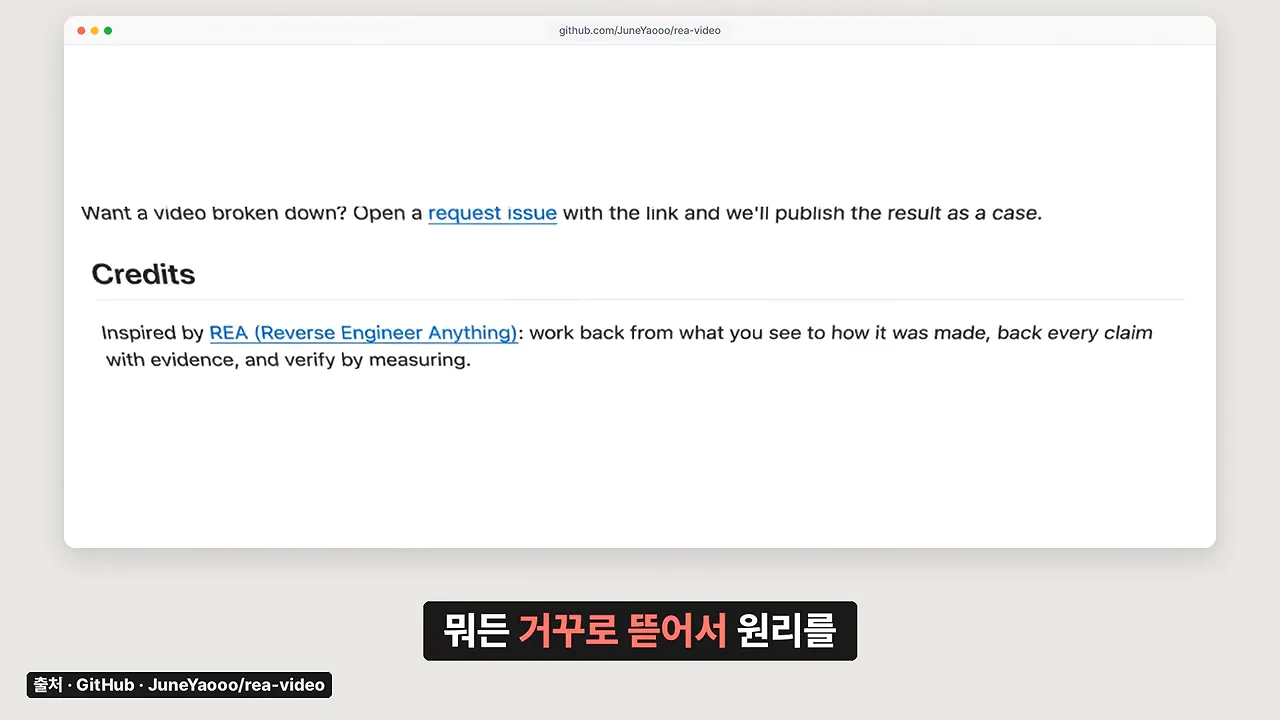 github.com/JuneYaooo/rea-video
Want a video broken down? Open a request issue with the link and we'll publish the result as a case.
Credits
Inspired by REA (Reverse Engineer Anything): work back from what you see to how it was made, back every claim
with evidence, and verify by measuring.
뭐든 거꾸로 뜯어서 원리를
출처 · GitHub · JuneYaooo/rea-video